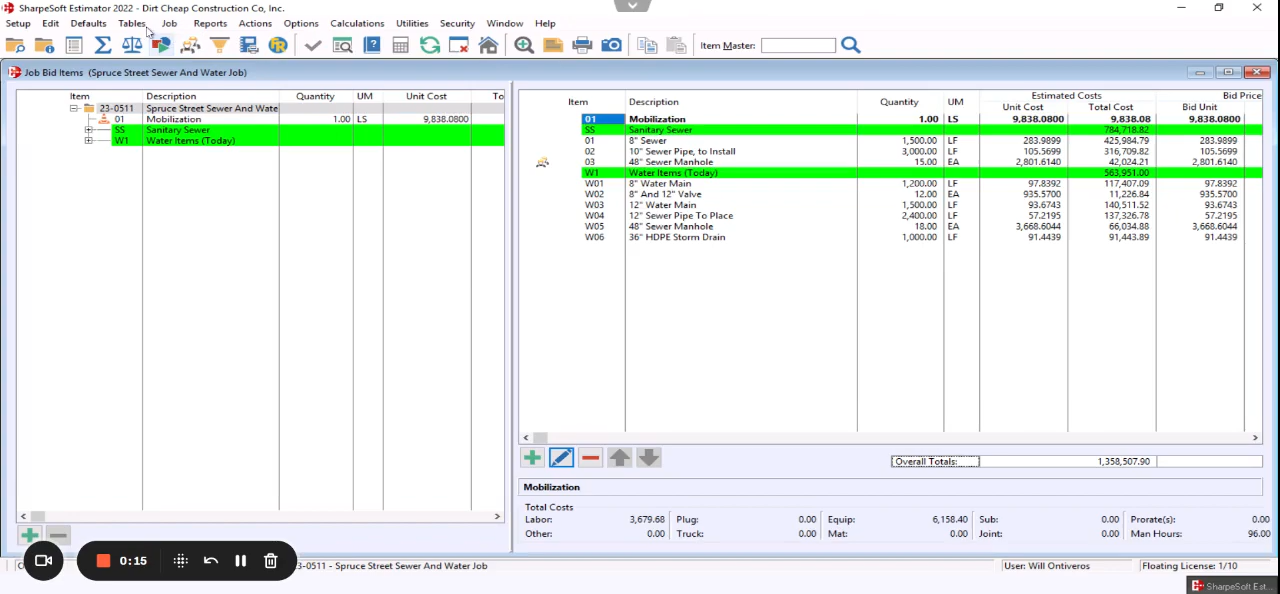 SharpeSoft Estimator 2022 - Dirt Cheap Construction Co, Inc.
Setup Edit Defaults Tables Job Reports Actions Options Calculations Utilities Security Window Help
Item Master:
Job Bid Items (Spruce Street Sewer And Water Job)
Item Description Quantity UM Unit Cost To
23-0511 Spruce Street Sewer And Wate
01 Mobilization 1.00 LS 9,838.0800
SS Sanitary Sewer
W1 Water Items (Today)
Estimated Costs Bid Price
Item Description Quantity UM Unit Cost Total Cost Bid Unit
01 Mobilization 1.00 LS 9,838.0800 9,838.08 9,838.0800
SS Sanitary Sewer 784,718.82
01 8" Sewer 1,500.00 LF 283.9899 425,984.79 283.9899
02 10" Sewer Pipe, to Install 3,000.00 LF 105.5699 316,709.82 105.5699
03 48" Sewer Manhole 15.00 EA 2,801.6140 42,024.21 2,801.6140
W1 Water Items (Today) 563,951.00
W01 8" Water Main 1,200.00 LF 97.8392 117,407.09 97.8392
W02 8" And 12" Valve 12.00 EA 935.5700 11,226.84 935.5700
W03 12" Water Main 1,500.00 LF 93.6743 140,511.52 93.6743
W04 12" Sewer Pipe To Place 2,400.00 LF 57.2195 137,326.78 57.2195
W05 48" Sewer Manhole 18.00 EA 3,668.6044 66,034.88 3,668.6044
W06 36" HDPE Storm Drain 1,000.00 LF 91.4439 91,443.89 91.4439
Overall Totals: 1,358,507.90
Mobilization
Total Costs
Labor: 3,679.68 Plug: 0.00 Equip: 6,158.40 Sub: 0.00 Prorate(s): 0.00
Other: 0.00 Truck: 0.00 Mat: 0.00 Joint: 0.00 Man Hours: 96.00
0:15
23-0511 - Spruce Street Sewer And Water Job
User: Will Ontiveros
Floating License: 1/10
SharpeSoft Est...